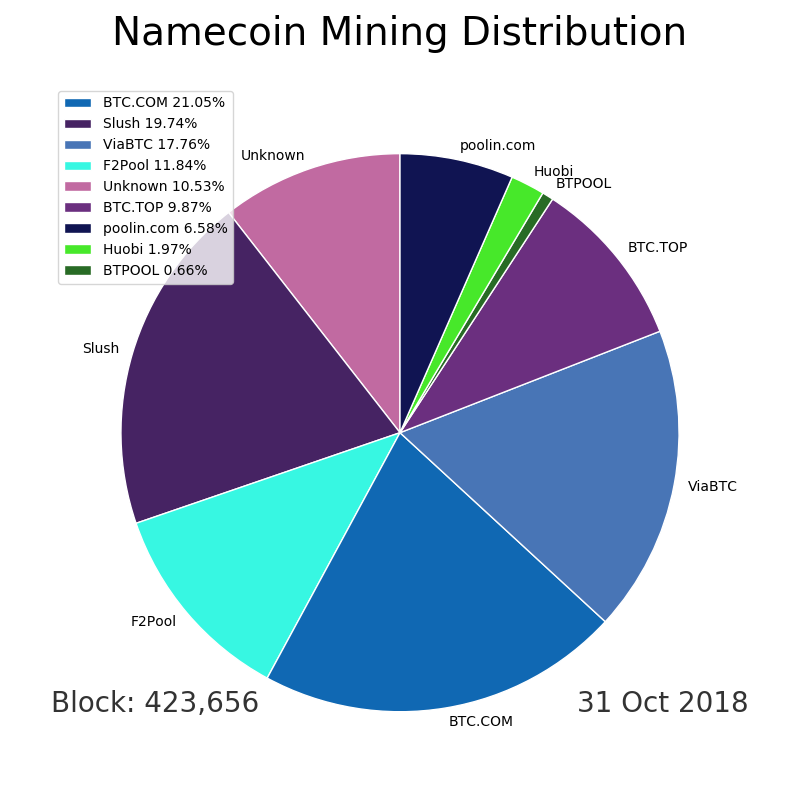 Namecoin Mining Distribution
BTC.COM 21.05%
Slush 19.74%
ViaBTC 17.76%
F2Pool 11.84%
Unknown 10.53%
BTC.TOP 9.87%
poolin.com 6.58%
Huobi 1.97%
BTPOOL 0.66%
Unknown
poolin.com
Huobi
BTPOOL
BTC.TOP
Slush
ViaBTC
F2Pool
BTC.COM
Block: 423,656
31 Oct 2018